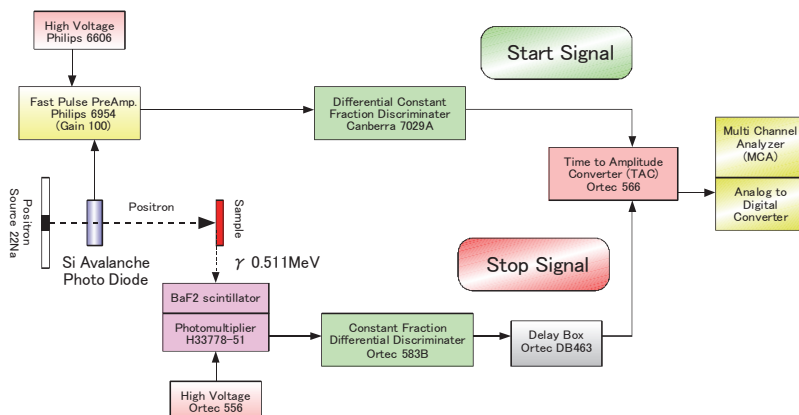 High Voltage
Philips 6606
Start Signal
Fast Pulse PreAmp.
Philips 6954
(Gain 100)
Differential Constant
Fraction Discriminater
Canberra 7029A
Multi Channel
Analyzer
(MCA)
Time to Amplitude
Converter (TAC)
Ortec 566
Analog to
Digital
Converter
Positron
Source 22Na
Positron
Sample
Si Avalanche
Photo Diode
γ 0.511MeV
Stop Signal
BaF2 scintillator
Photomultiplier
H33778-51
Constant Fraction
Differential Discriminater
Ortec 583B
Delay Box
Ortec DB463
High Voltage
Ortec 556